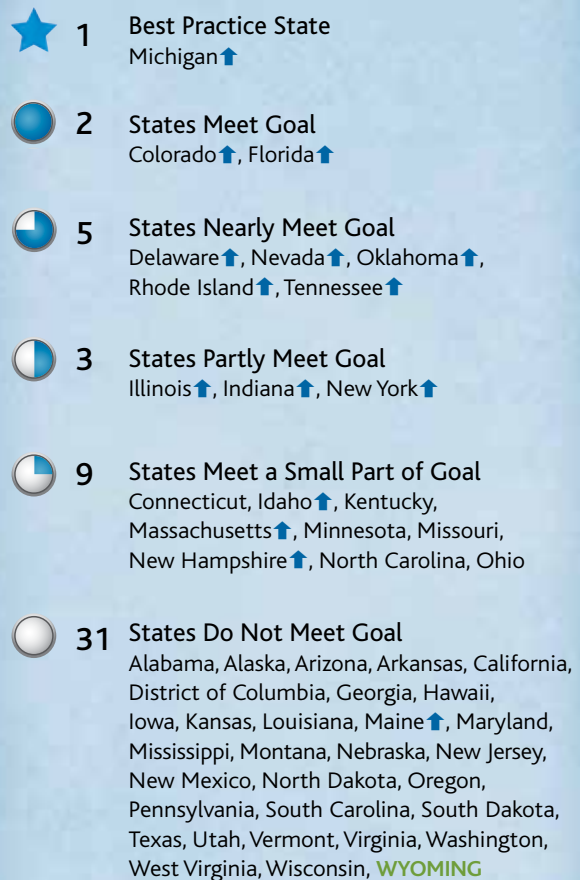 1 Best Practice State
Michigan⬆
2 States Meet Goal
Colorado⬆, Florida⬆
5 States Nearly Meet Goal
Delaware⬆, Nevada⬆, Oklahoma⬆,
Rhode Island⬆, Tennessee⬆
3 States Partly Meet Goal
Illinois⬆, Indiana⬆, New York⬆
9 States Meet a Small Part of Goal
Connecticut, Idaho⬆, Kentucky,
Massachusetts⬆, Minnesota, Missouri,
New Hampshire⬆, North Carolina, Ohio
31 States Do Not Meet Goal
Alabama, Alaska, Arizona, Arkansas, California,
District of Columbia, Georgia, Hawaii,
Iowa, Kansas, Louisiana, Maine⬆, Maryland,
Mississippi, Montana, Nebraska, New Jersey,
New Mexico, North Dakota, Oregon,
Pennsylvania, South Carolina, South Dakota,
Texas, Utah, Vermont, Virginia, Washington,
West Virginia, Wisconsin, WYOMING